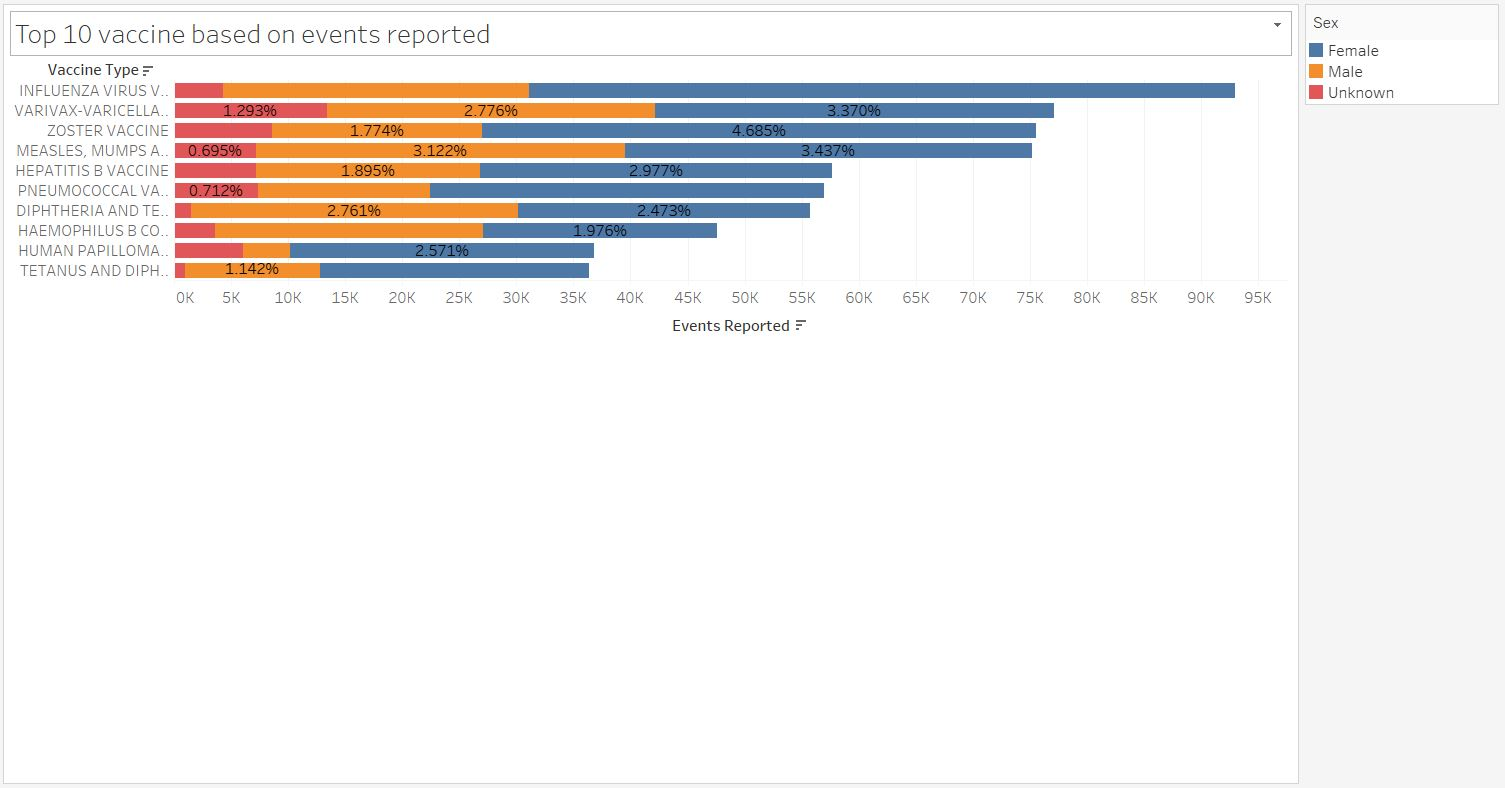 Top 10 vaccine based on events reported
Sex
Female
Male
Unknown
Vaccine Type
INFLUENZA VIRUS V..
VARIVAX-VARICELLA.. 1.293% 2.776% 3.370%
ZOSTER VACCINE 1.774% 4.685%
MEASLES, MUMPS A.. 0.695% 3.122% 3.437%
HEPATITIS B VACCINE 1.895% 2.977%
PNEUMOCOCCAL VA.. 0.712%
DIPHTHERIA AND TE.. 2.761% 2.473%
HAEMOPHILUS B CO.. 1.976%
HUMAN PAPILLOMA.. 2.571%
TETANUS AND DIPH.. 1.142%
0K 5K 10K 15K 20K 25K 30K 35K 40K 45K 50K 55K 60K 65K 70K 75K 80K 85K 90K 95K
Events Reported